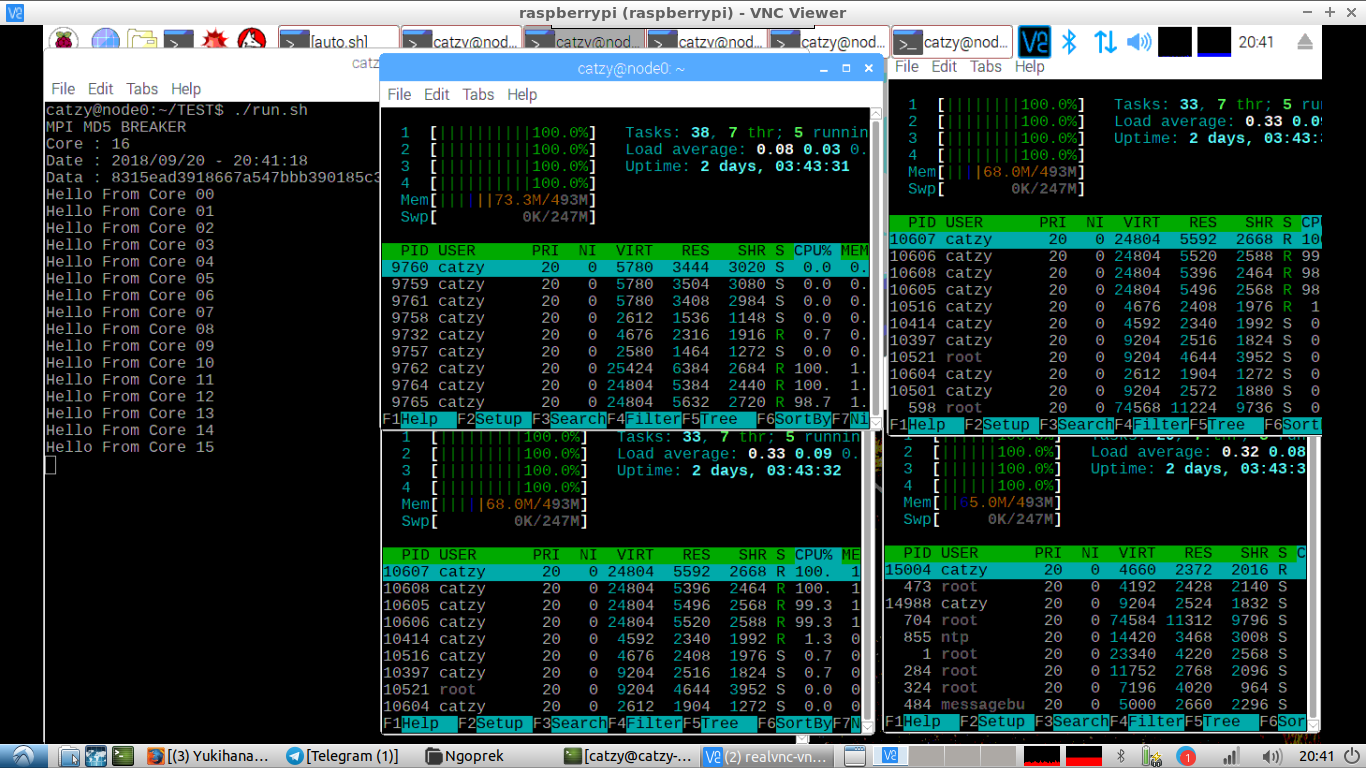 raspberrypi (raspberrypi) - VNC Viewer
[auto.sh]
catzy@nod...
catzy@nod...
catzy@nod...
catzy@nod...
catzy@nod...
20:41
catz
File Edit Tabs Help
catzy@node0:~/TEST$ ./run.sh
MPI MD5 BREAKER
Core : 16
Date : 2018/09/20 - 20:41:18
Data : 8315ead3918667a547bbb390185c3
Hello From Core 00
Hello From Core 01
Hello From Core 02
Hello From Core 03
Hello From Core 04
Hello From Core 05
Hello From Core 06
Hello From Core 07
Hello From Core 08
Hello From Core 09
Hello From Core 10
Hello From Core 11
Hello From Core 12
Hello From Core 13
Hello From Core 14
Hello From Core 15
catzy@node0: ~
File Edit Tabs Help
1 [||||||||||100.0%] Tasks: 38, 7 thr; 5 runnin
2 [||||||||||100.0%] Load average: 0.08 0.03 0.
3 [||||||||||100.0%] Uptime: 2 days, 03:43:31
4 [||||||||||100.0%]
Mem[||||||73.3M/493M]
Swp[ 0K/247M]
PID USER PRI NI VIRT RES SHR S CPU% MEM
9760 catzy 20 0 5780 3444 3020 S 0.0 0.
9759 catzy 20 0 5780 3504 3080 S 0.0 0.
9761 catzy 20 0 5780 3408 2984 S 0.0 0.
9758 catzy 20 0 2612 1536 1148 S 0.0 0.
9732 catzy 20 0 4676 2316 1916 R 0.7 0.
9757 catzy 20 0 2580 1464 1272 S 0.0 0.
9762 catzy 20 0 25424 6384 2684 R 100. 1.
9764 catzy 20 0 24804 5384 2440 R 100. 1.
9765 catzy 20 0 24804 5632 2720 R 98.7 1.
F1Help F2Setup F3SearchF4FilterF5Tree F6SortByF7Ni
File Edit Tabs Help
1 [||||||||100.0%] Tasks: 33, 7 thr; 5 ru
2 [||||||||100.0%] Load average: 0.33 0.09
3 [||||||||100.0%] Uptime: 2 days, 03:43:
4 [||||||||100.0%]
Mem[||||68.0M/493M]
Swp[ 0K/247M]
PID USER PRI NI VIRT RES SHR S CP
10607 catzy 20 0 24804 5592 2668 R 10
10606 catzy 20 0 24804 5520 2588 R 99
10608 catzy 20 0 24804 5396 2464 R 98
10605 catzy 20 0 24804 5496 2568 R 98
10516 catzy 20 0 4676 2408 1976 R 1
10414 catzy 20 0 4592 2340 1992 S 0
10397 catzy 20 0 9204 2516 1824 S 0
10521 root 20 0 9204 4644 3952 S 0
10604 catzy 20 0 2612 1904 1272 S 0
10501 catzy 20 0 9204 2572 1880 S 0
598 root 20 0 74568 11224 9736 S 0
F1Help F2Setup F3SearchF4FilterF5Tree F6Sort
1 [|||||||||100.0%] Tasks: 33, 7 thr; 5 runnin
2 [|||||||||100.0%] Load average: 0.33 0.09 0.
3 [|||||||||100.0%] Uptime: 2 days, 03:43:32
4 [|||||||||100.0%]
Mem[|||||68.0M/493M]
Swp[ 0K/247M]
PID USER PRI NI VIRT RES SHR S CPU% ME
10607 catzy 20 0 24804 5592 2668 R 100. 1
10608 catzy 20 0 24804 5396 2464 R 100. 1
10605 catzy 20 0 24804 5496 2568 R 99.3 1
10606 catzy 20 0 24804 5520 2588 R 99.3 1
10414 catzy 20 0 4592 2340 1992 R 1.3 0
10516 catzy 20 0 4676 2408 1976 S 0.7 0
10397 catzy 20 0 9204 2516 1824 S 0.7 0
10521 root 20 0 9204 4644 3952 S 0.0 0
10604 catzy 20 0 2612 1904 1272 S 0.0 0
F1Help F2Setup F3SearchF4FilterF5Tree F6SortByF7N
1 [||||||100.0%]
2 [||||||100.0%] Load average: 0.32 0.08
3 [||||||100.0%] Uptime: 2 days, 03:43:3
4 [||||||100.0%]
Mem[||65.0M/493M]
Swp[ 0K/247M]
PID USER PRI NI VIRT RES SHR S C
15004 catzy 20 0 4660 2372 2016 R
473 root 20 0 4192 2428 2140 S
14988 catzy 20 0 9204 2524 1832 S
704 root 20 0 74584 11312 9796 S
855 ntp 20 0 14420 3468 3008 S
1 root 20 0 23340 4220 2568 S
284 root 20 0 11752 2768 2096 S
324 root 20 0 7196 4020 964 S
484 messagebu 20 0 5000 2660 2296 S
F1Help F2Setup F3SearchF4FilterF5Tree F6Sor
[(3) Yukihana...
[Telegram (1)]
Ngoprek
[catzy@catzy-...
(2) realvnc-vn...
1
20:41